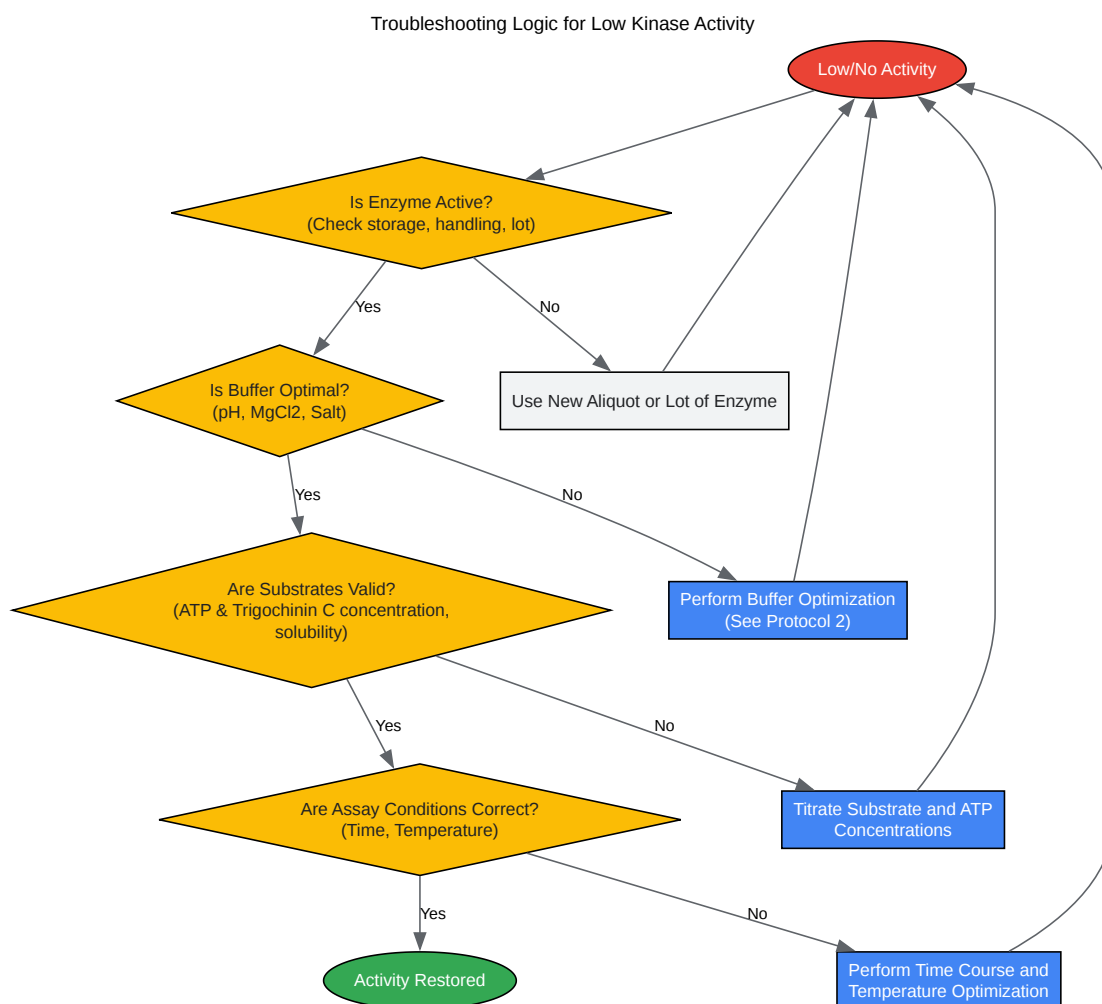 Troubleshooting Logic for Low Kinase Activity
Low/No Activity
Is Enzyme Active?
(Check storage, handling, lot)
Yes
No
Is Buffer Optimal?
(pH, MgCl2, Salt)
Use New Aliquot or Lot of Enzyme
Yes
No
Are Substrates Valid?
(ATP & Trigochinin C concentration,
solubility)
Perform Buffer Optimization
(See Protocol 2)
Yes
No
Are Assay Conditions Correct?
(Time, Temperature)
Titrate Substrate and ATP
Concentrations
Yes
No
Activity Restored
Perform Time Course and
Temperature Optimization